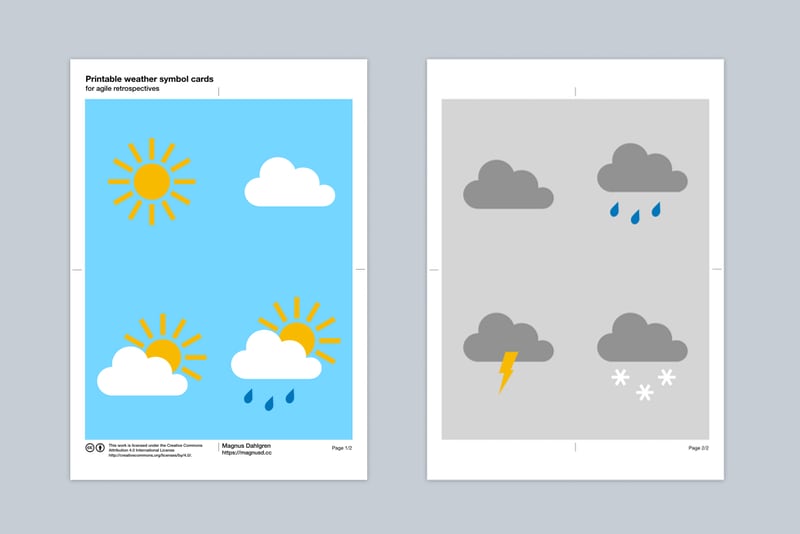 Printable weather symbol cards
for agile retrospectives
This work is licensed under the Creative Commons
Attribution 4.0 International License
http://creativecommons.org/licenses/by/4.0/.
Magnus Dahlgren
https://magnusd.cc
Page 1/2
Page 2/2